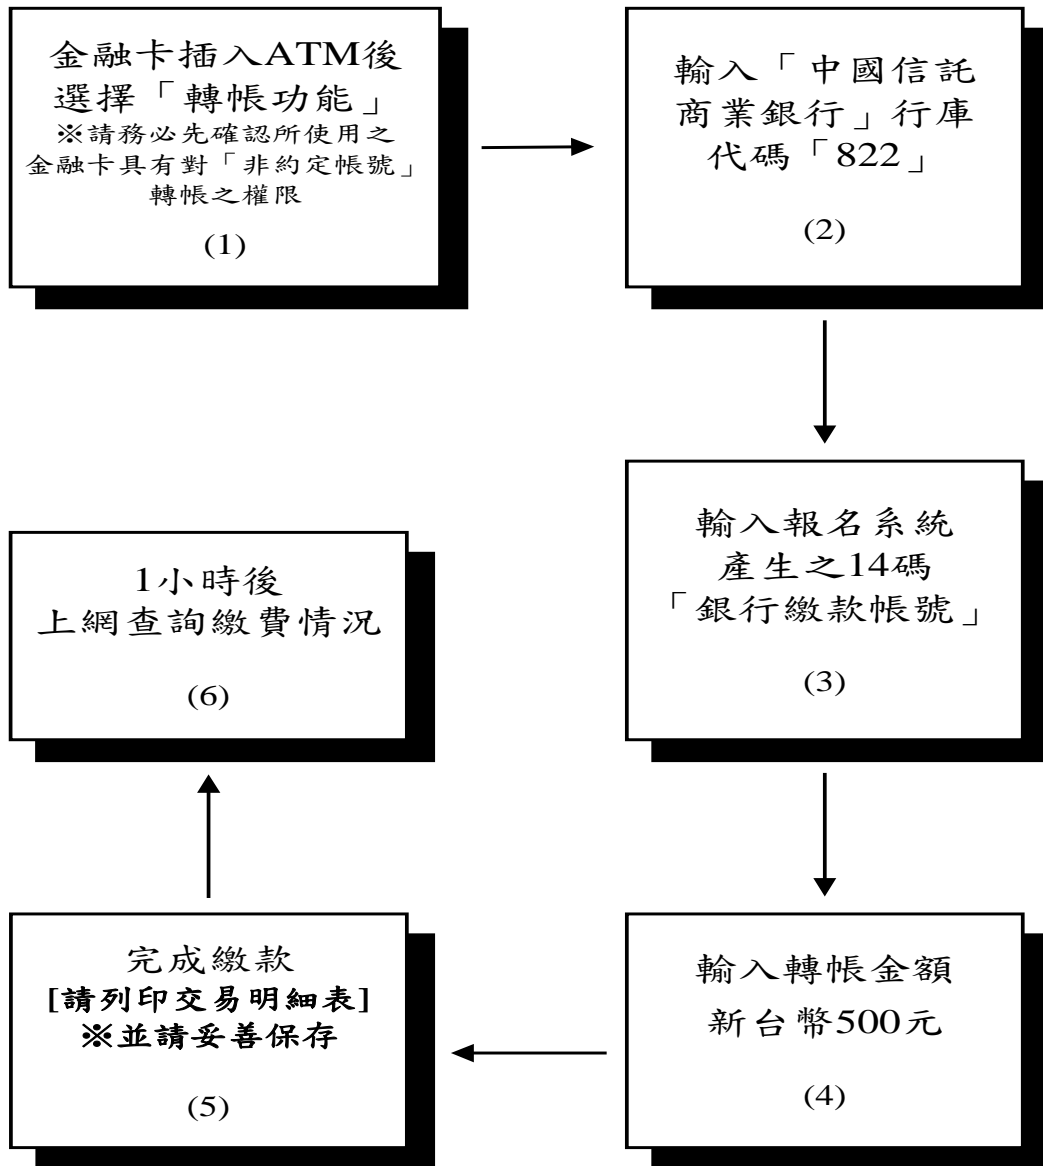 金融卡插入ATM後
選擇「轉帳功能」
※請務必先確認所使用之
金融卡具有對「非約定帳號」
轉帳之權限
(1)
輸入「中國信託
商業銀行」行庫
代碼「822」
(2)
輸入報名系統
產生之14碼
「銀行繳款帳號」
(3)
輸入轉帳金額
新台幣500元
(4)
完成繳款
[請列印交易明細表]
※並請妥善保存
(5)
1小時後
上網查詢繳費情況
(6)